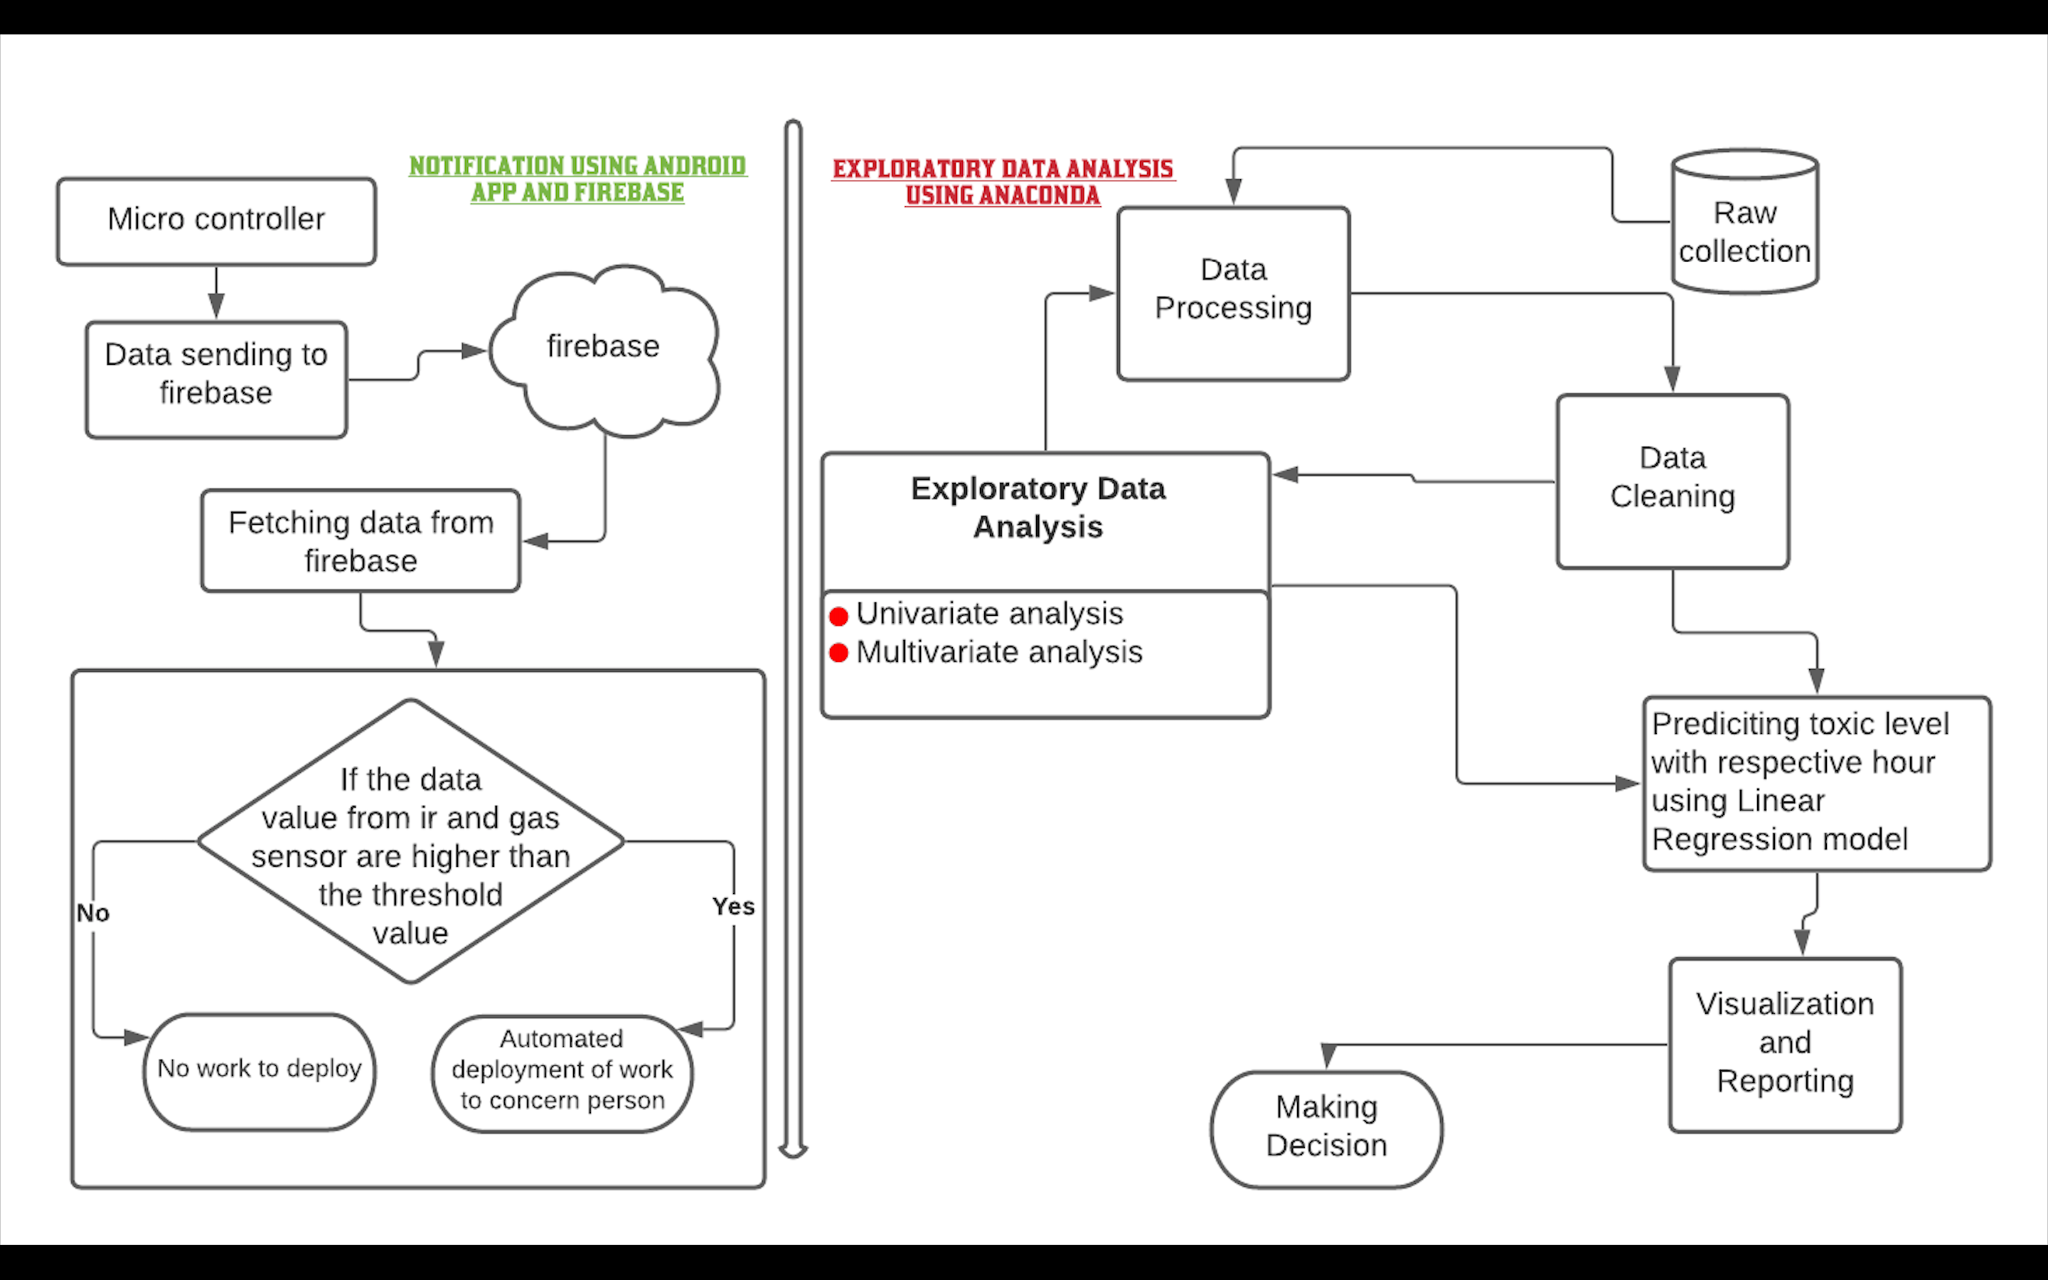 NOTIFICATION USING ANDROID
APP AND FIREBASE
Micro controller
Data sending to
firebase
firebase
Fetching data from
firebase
If the data
value from ir and gas
sensor are higher than
the threshold
value
No
Yes
No work to deploy
Automated
deployment of work
to concern person
EXPLORATORY DATA ANALYSIS
USING ANACONDA
Raw
collection
Data
Processing
Data
Cleaning
Exploratory Data
Analysis
Univariate analysis
Multivariate analysis
Prediciting toxic level
with respective hour
using Linear
Regression model
Visualization
and
Reporting
Making
Decision